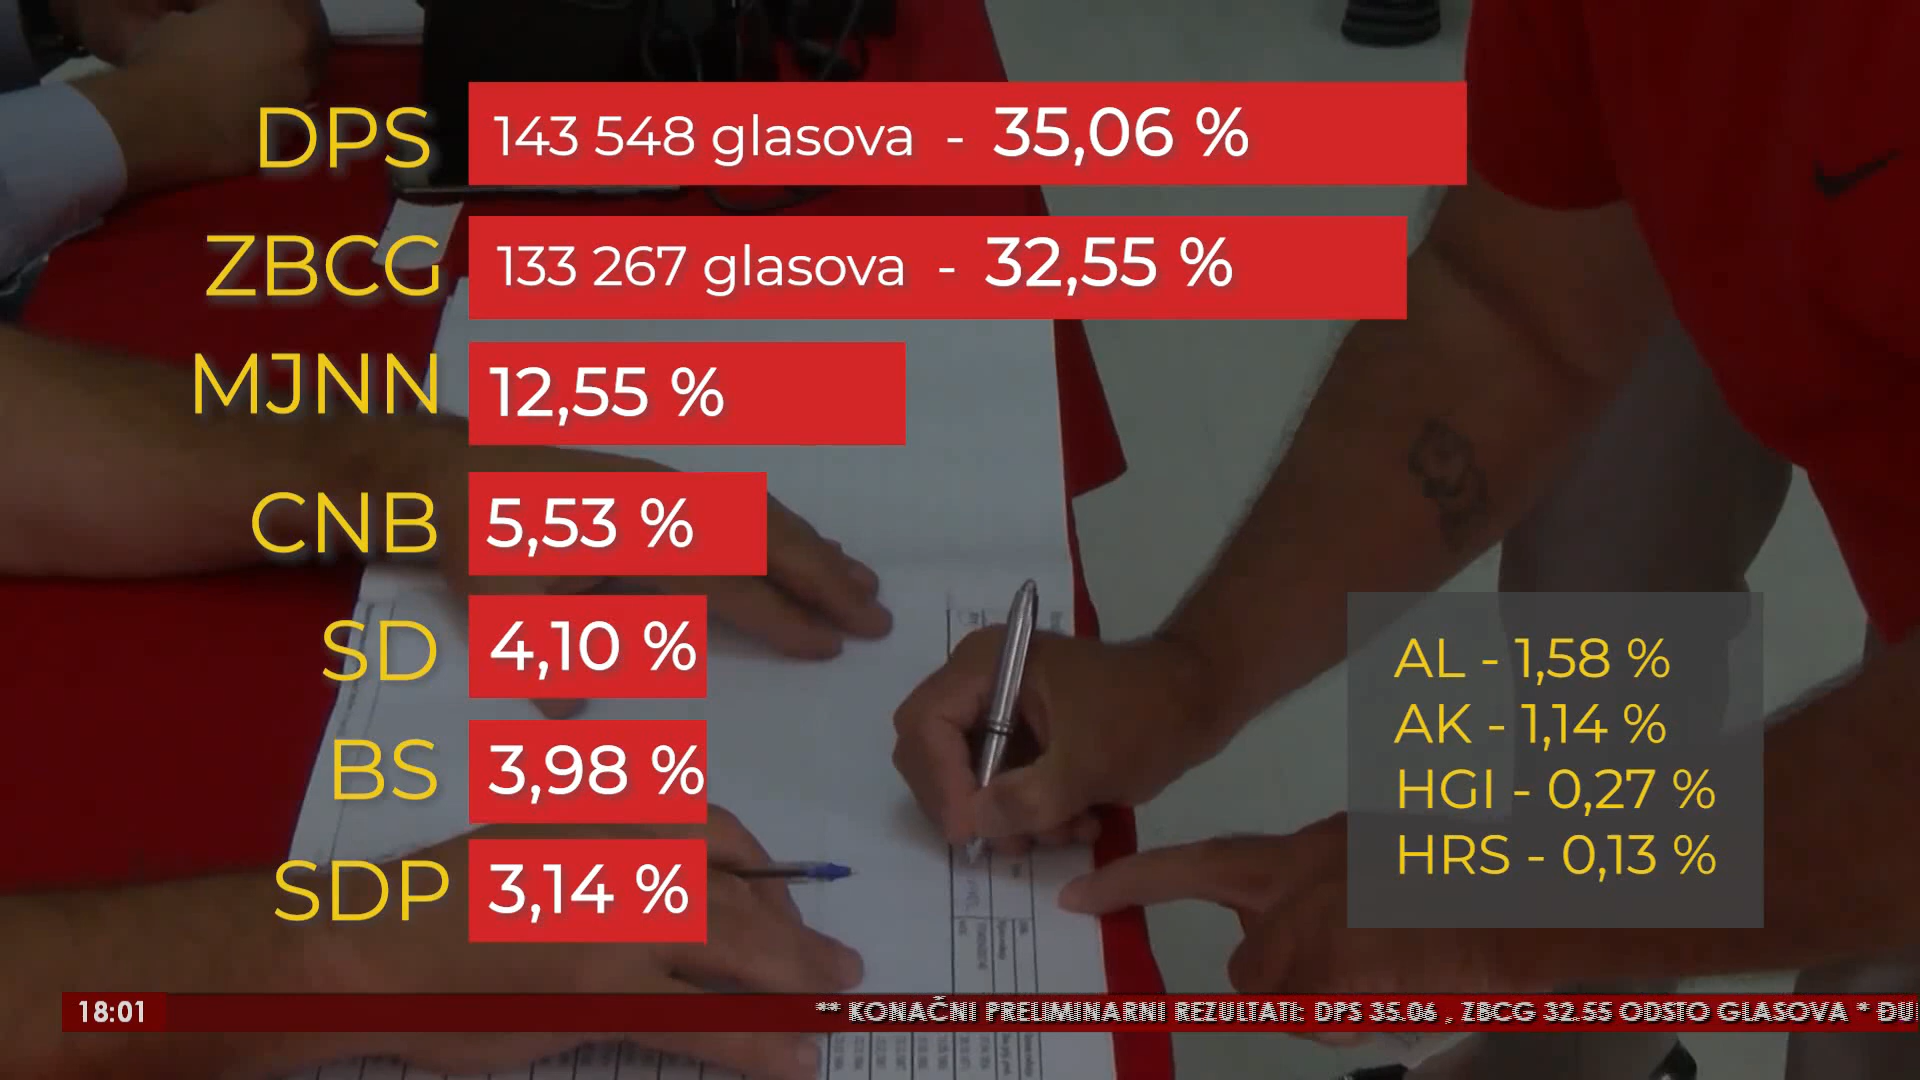 DPS 143 548 glasova - 35,06 %
ZBCG 133 267 glasova - 32,55 %
MJNN 12,55 %
CNB 5,53 %
SD 4,10 %
BS 3,98 %
SDP 3,14 %
AL - 1,58 %
AK - 1,14 %
HGI - 0,27 %
HRS - 0,13 %
18:01 ** KONAČNI PRELIMINARNI REZULTATI: DPS 35.06 , ZBCG 32.55 ODSTO GLASOVA *